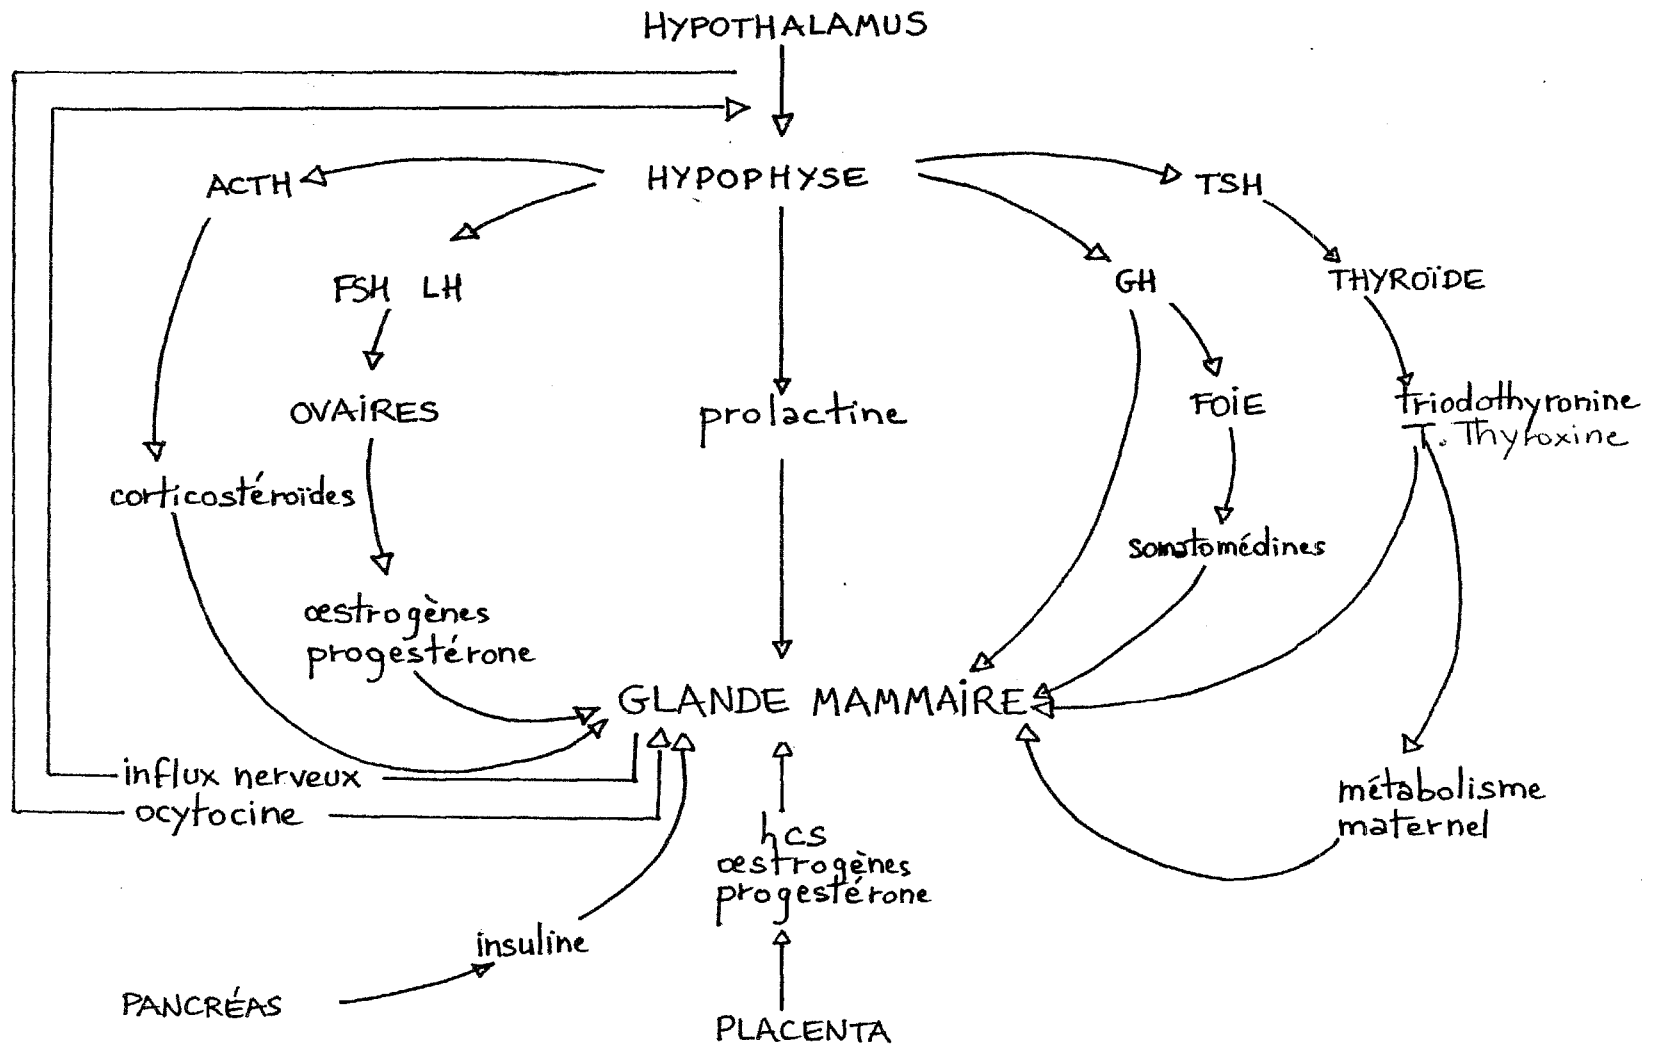 HYPOTHALAMUS
ACTH
HYPOPHYSE
TSH
FSH LH
GH
THYROÏDE
OVAIRES
prolactine
FOIE
triodothyronine
T. Thyroxine
corticostéroïdes
somatomédines
œstrogènes
progestérone
GLANDE MAMMAIRE
influx nerveux
ocytocine
métabolisme
maternel
hcs
œstrogènes
progestérone
insuline
PANCRÉAS
PLACENTA